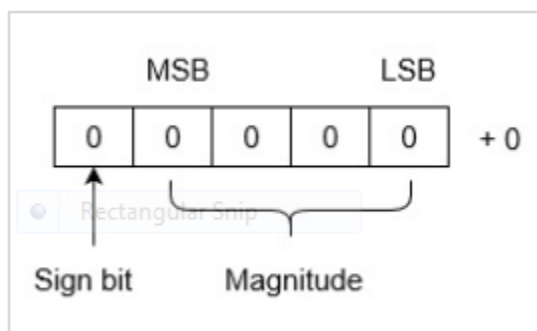 MSB LSB
0 0 0 0 0 + 0
Rectangular Snip
Sign bit Magnitude